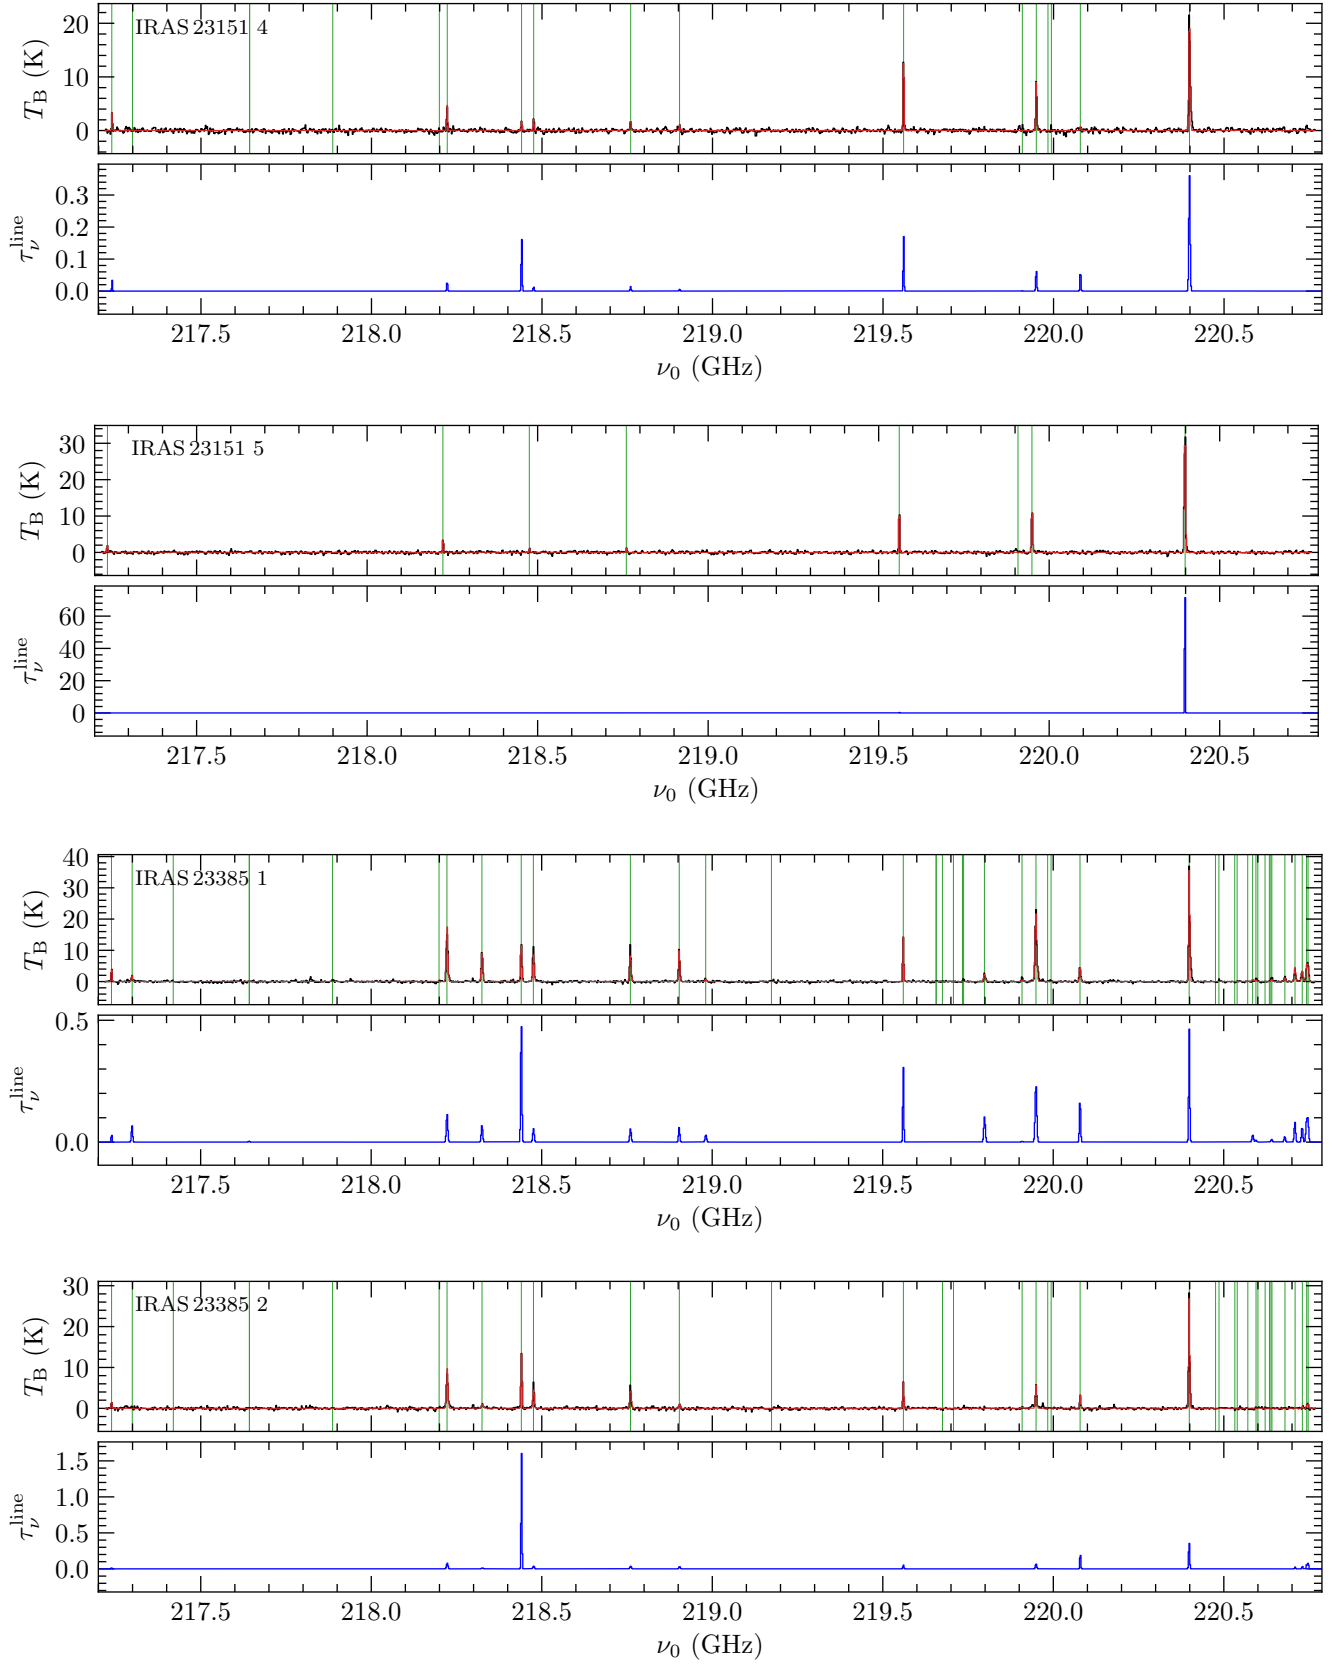 IRAS 23151 4
20
10
0
T_B (K)
0.3
0.2
0.1
0.0
τ_ν^line
217.5 218.0 218.5 219.0 219.5 220.0 220.5
ν_0 (GHz)
IRAS 23151 5
30
20
10
0
T_B (K)
60
40
20
0
τ_ν^line
217.5 218.0 218.5 219.0 219.5 220.0 220.5
ν_0 (GHz)
IRAS 23385 1
40
30
20
10
0
T_B (K)
0.5
0.0
τ_ν^line
217.5 218.0 218.5 219.0 219.5 220.0 220.5
ν_0 (GHz)
IRAS 23385 2
30
20
10
0
T_B (K)
1.5
1.0
0.5
0.0
τ_ν^line
217.5 218.0 218.5 219.0 219.5 220.0 220.5
ν_0 (GHz)